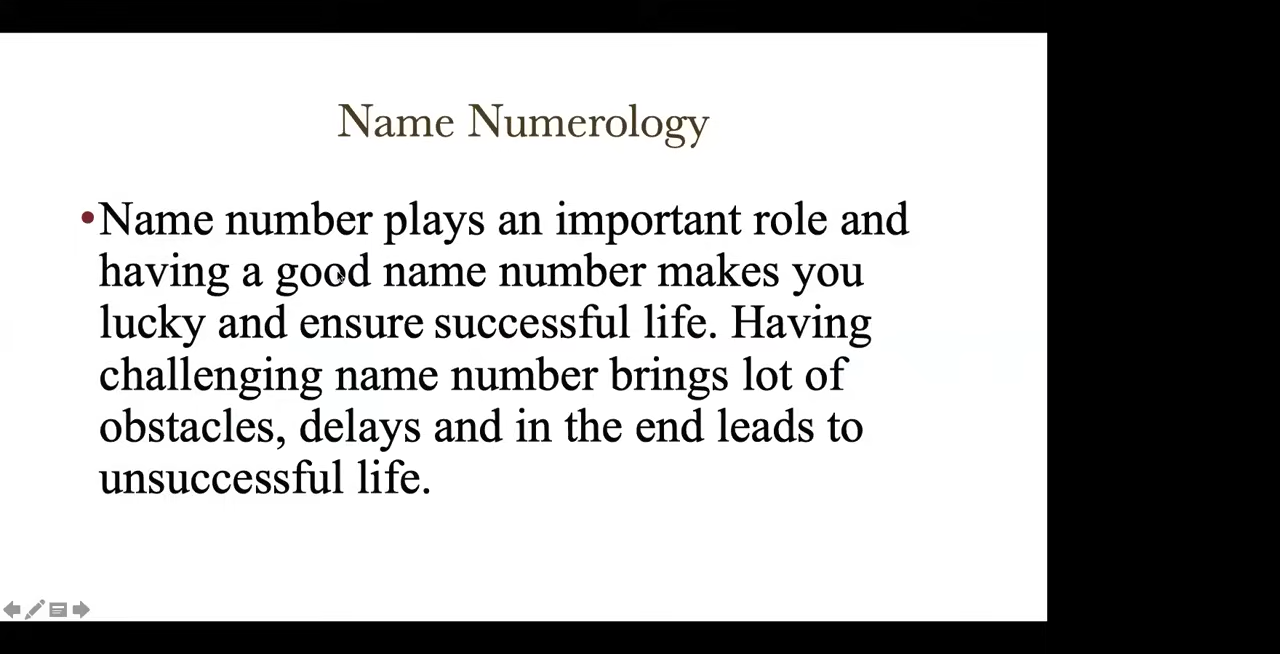 Name Numerology
•Name number plays an important role and
having a good name number makes you
lucky and ensure successful life. Having
challenging name number brings lot of
obstacles, delays and in the end leads to
unsuccessful life.